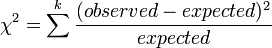 χ² = ∑^k (observed − expected)² / expected